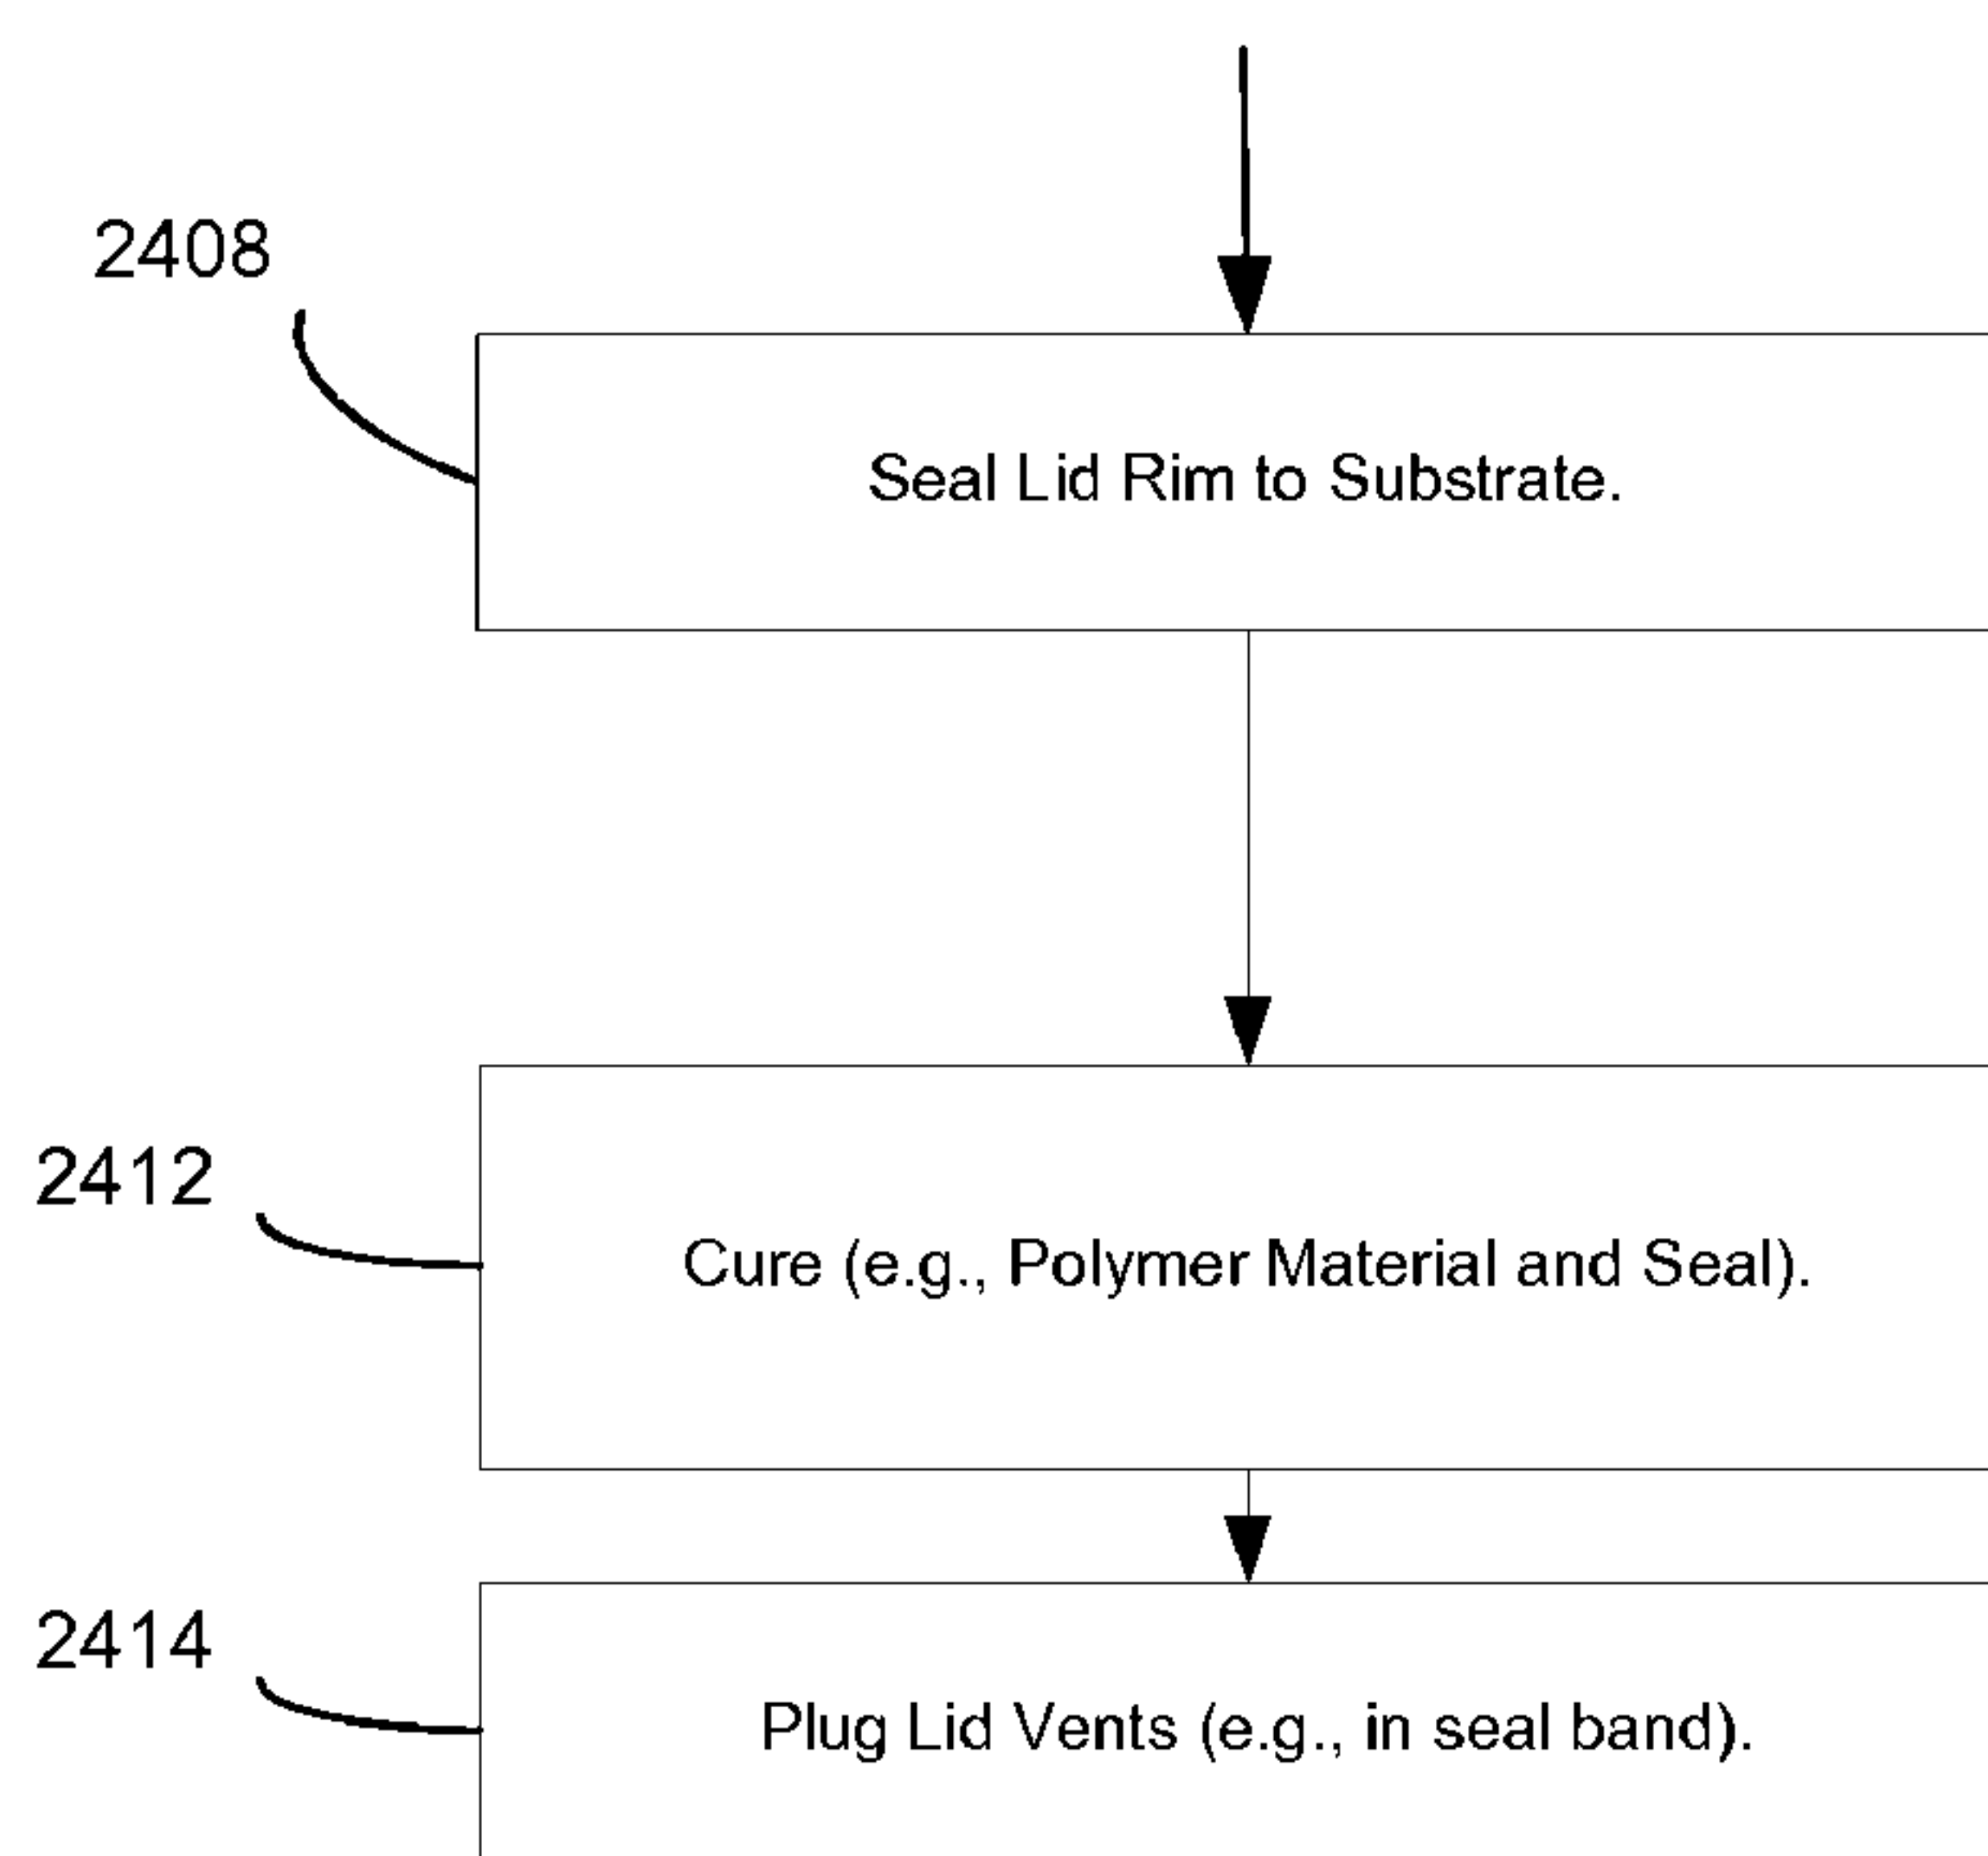 2408
Seal Lid Rim to Substrate.
2412
Cure (e.g., Polymer Material and Seal).
2414
Plug Lid Vents (e.g., in seal band).